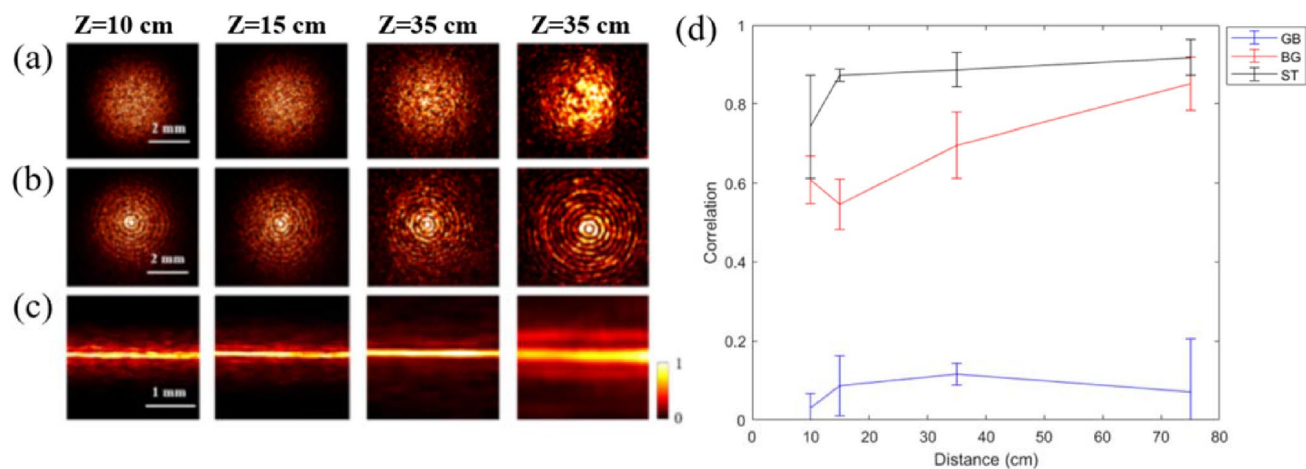 Z=10 cm Z=15 cm Z=35 cm Z=35 cm
(a)
2 mm
(b)
2 mm
(c)
1 mm
1
0
(d)
GB
BG
ST
Correlation
1
0.8
0.6
0.4
0.2
0
0 10 20 30 40 50 60 70 80
Distance (cm)